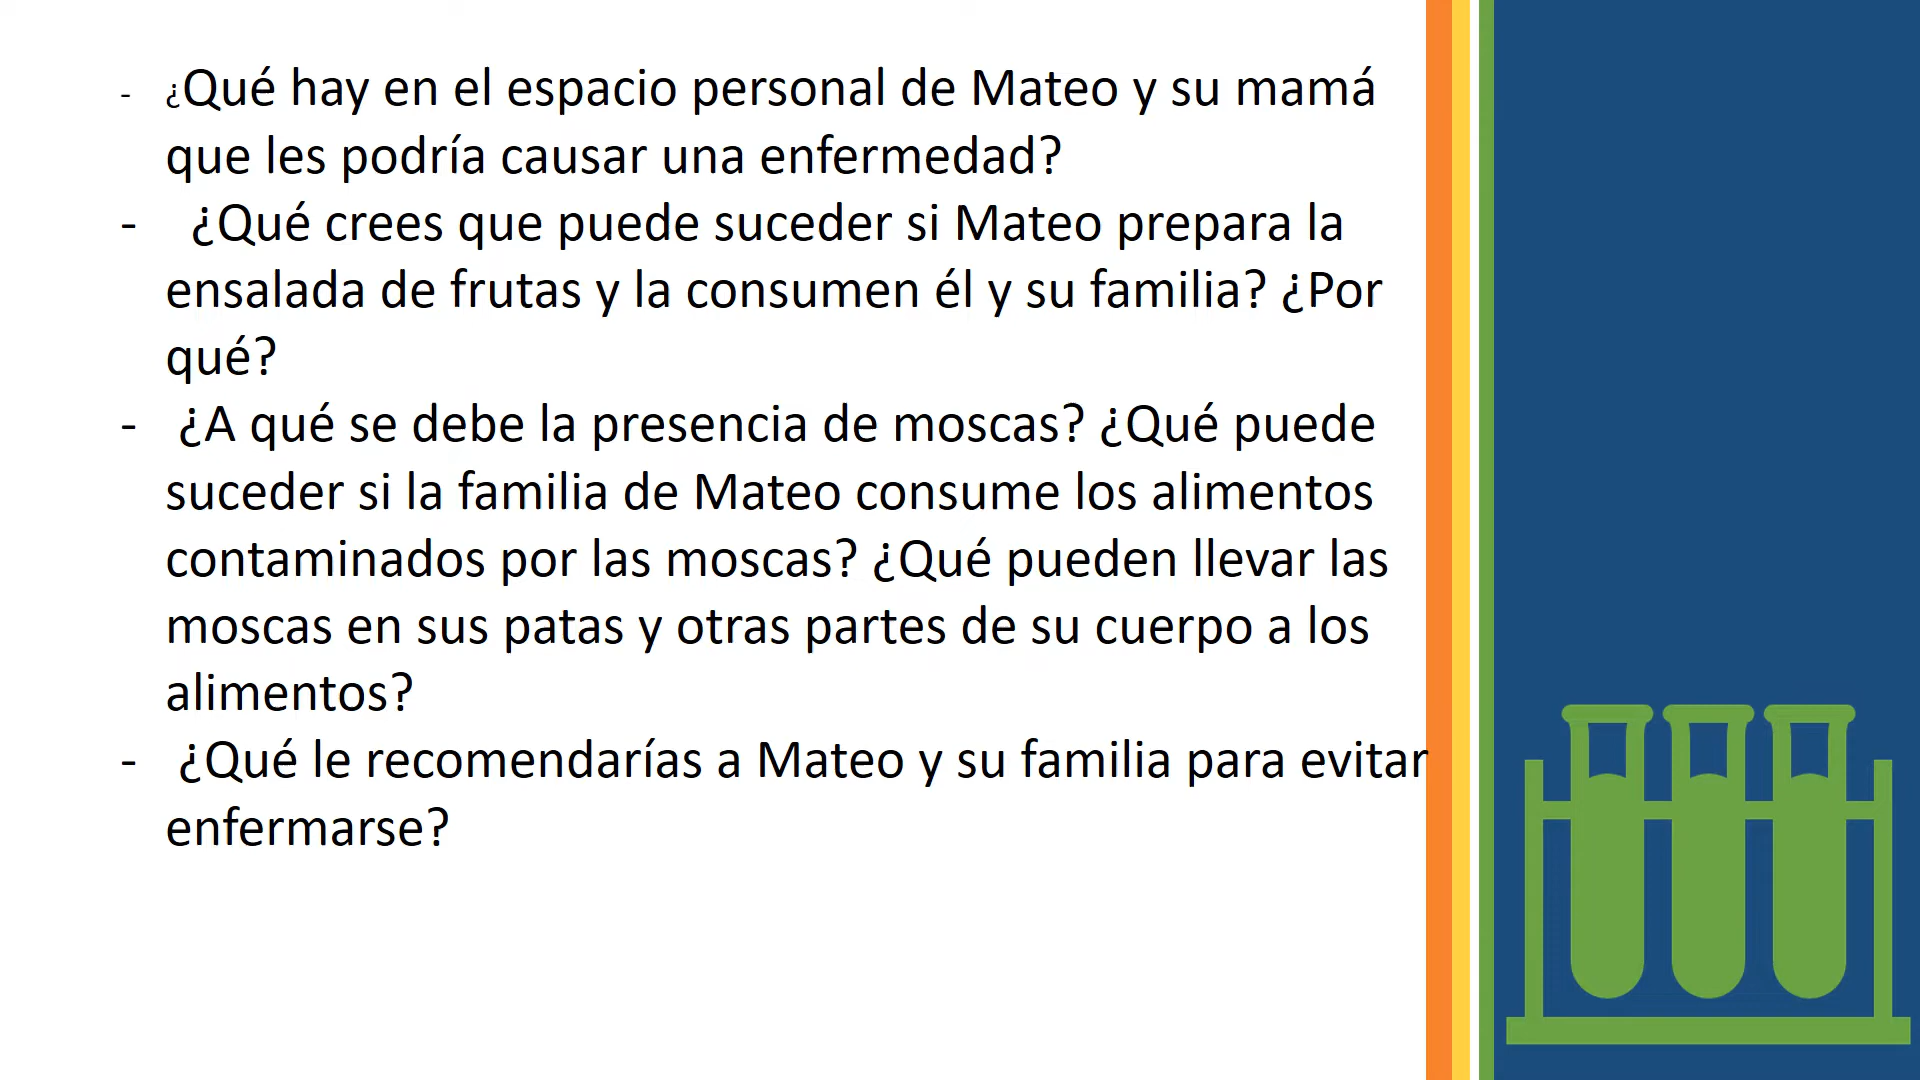 - ¿Qué hay en el espacio personal de Mateo y su mamá
que les podría causar una enfermedad?
- ¿Qué crees que puede suceder si Mateo prepara la
ensalada de frutas y la consumen él y su familia? ¿Por
qué?
- ¿A qué se debe la presencia de moscas? ¿Qué puede
suceder si la familia de Mateo consume los alimentos
contaminados por las moscas? ¿Qué pueden llevar las
moscas en sus patas y otras partes de su cuerpo a los
alimentos?
- ¿Qué le recomendarías a Mateo y su familia para evitar
enfermarse?